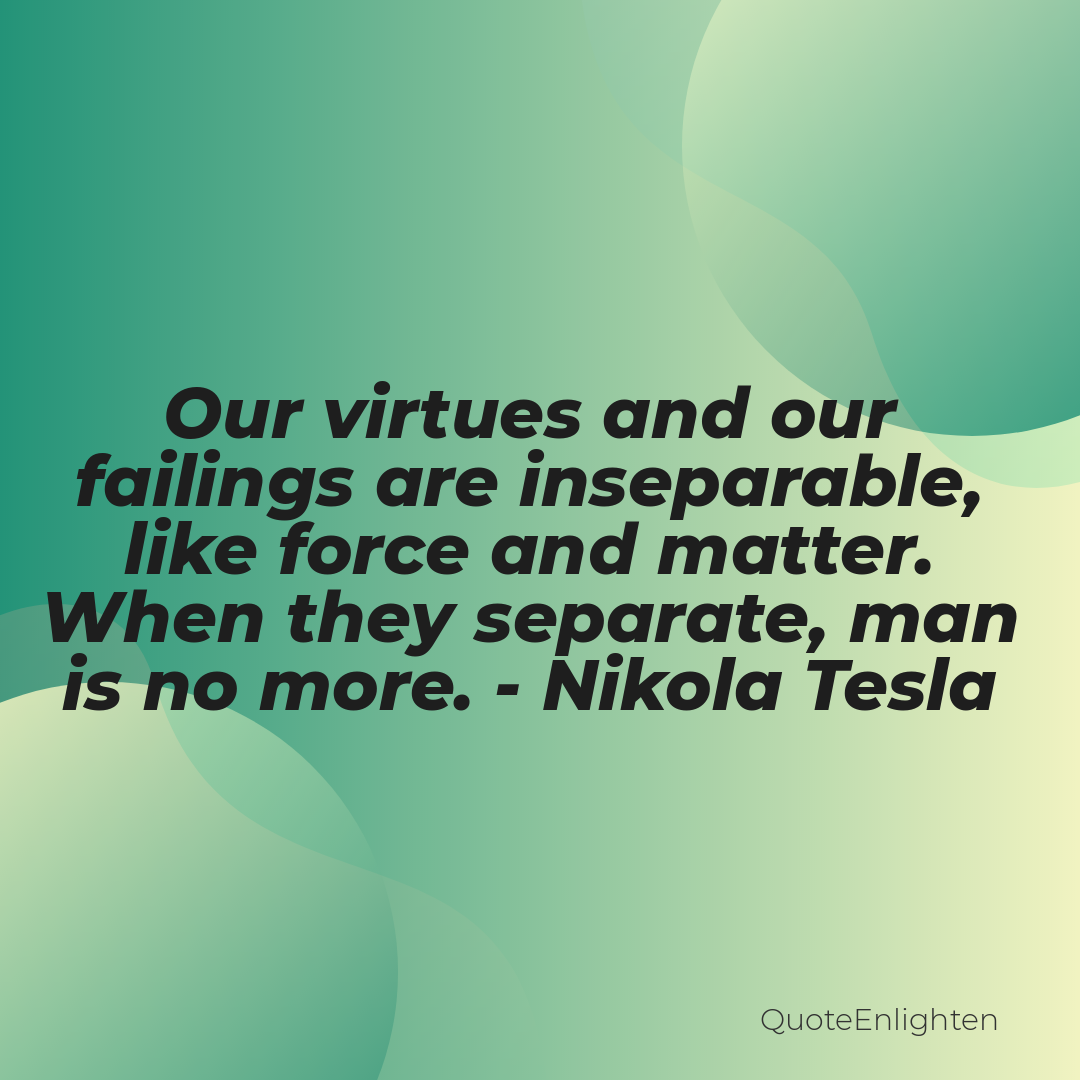 Our virtues and our
failings are inseparable,
like force and matter.
When they separate, man
is no more. - Nikola Tesla
QuoteEnlighten